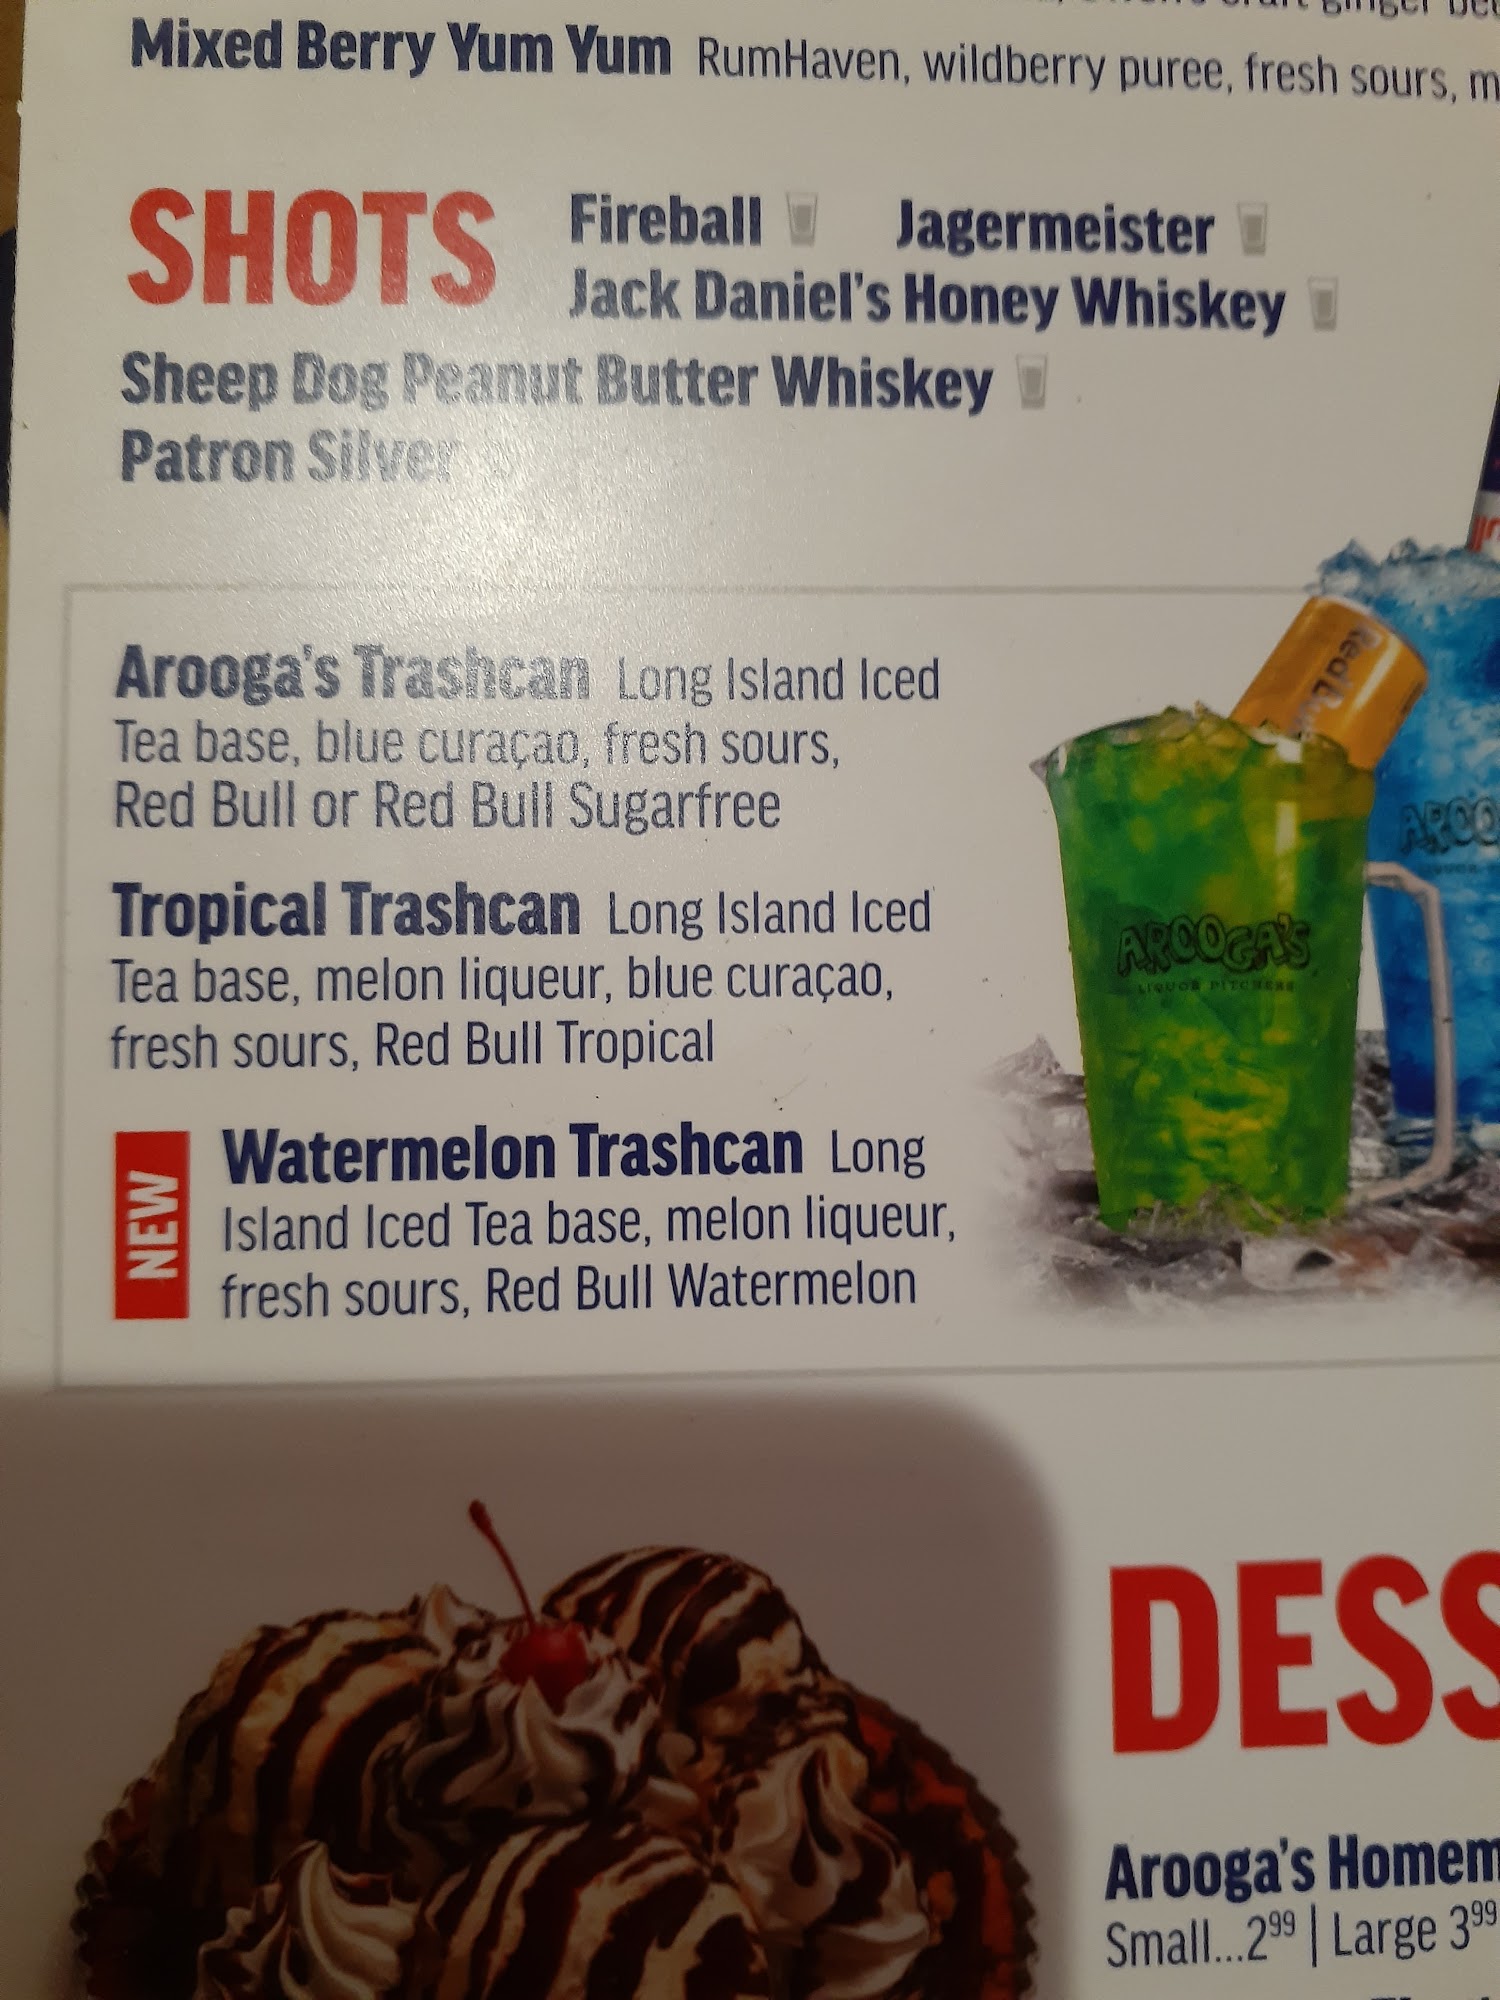 Mixed Berry Yum Yum RumHaven, wildberry puree, fresh sours,
SHOTS
Fireball Jagermeister
Jack Daniel's Honey Whiskey
Sheep Dog Peanut Butter Whiskey
Patron Silver
Arooga's Trashcan Long Island Iced
Tea base, blue curaçao, fresh sours,
Red Bull or Red Bull Sugarfree
Tropical Trashcan Long Island Iced
Tea base, melon liqueur, blue curaçao,
fresh sours, Red Bull Tropical
NEW
Watermelon Trashcan Long
Island Iced Tea base, melon liqueur,
fresh sours, Red Bull Watermelon
AROOGA'S
LIQUOR PITCHERS
AROO
DESS
Arooga's Homem
Small...2⁹⁹ | Large 3⁹⁹